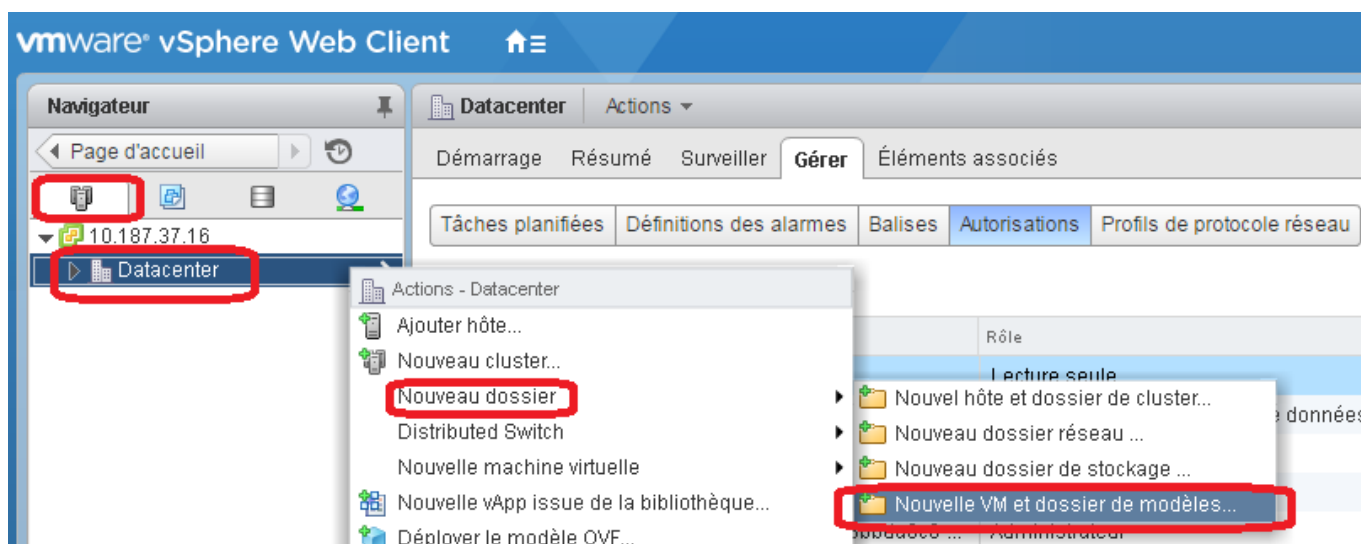 vmware® vSphere Web Client
Navigateur
Datacenter Actions
Page d'accueil
Démarrage Résumé Surveiller Gérer Éléments associés
Tâches planifiées Définitions des alarmes Balises Autorisations Profils de protocole réseau
10.187.37.16
Datacenter
Actions - Datacenter
Ajouter hôte...
Rôle
Nouveau cluster...
Lecture seule
Nouveau dossier
Nouvel hôte et dossier de cluster...
données
Distributed Switch
Nouveau dossier réseau ...
Nouvelle machine virtuelle
Nouveau dossier de stockage ...
Nouvelle vApp issue de la bibliothèque...
Nouvelle VM et dossier de modèles...
Déployer le modèle OVF...
Administrateur